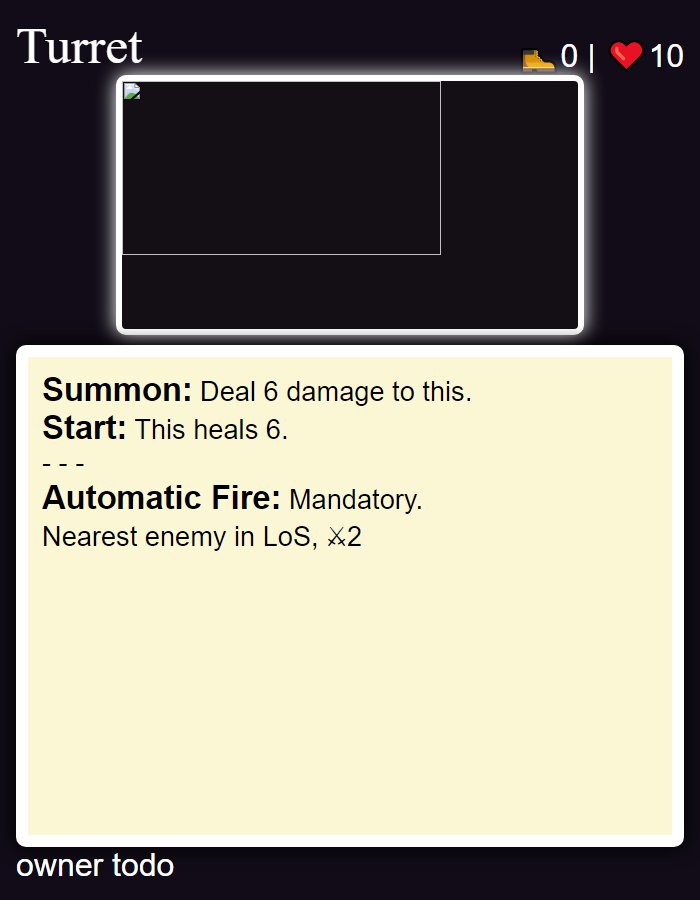 Turret
🥾0 | ❤️10
Summon: Deal 6 damage to this.
Start: This heals 6.
- - -
Automatic Fire: Mandatory.
Nearest enemy in LoS, ⚔2
owner todo